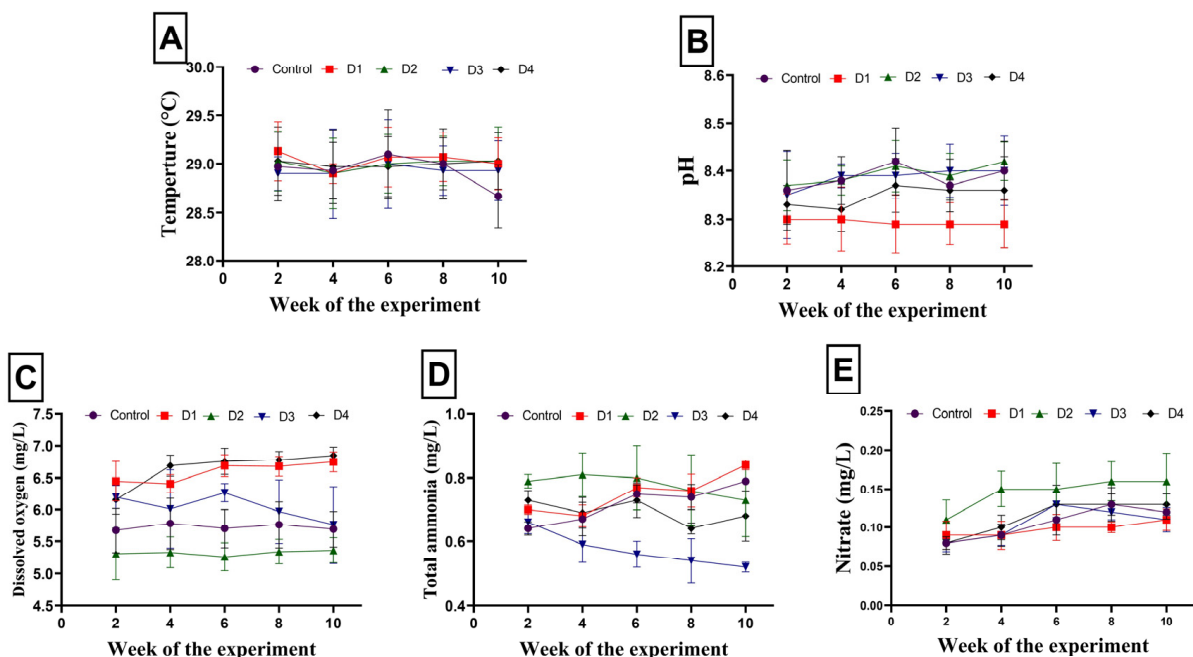 A
Control D1 D2 D3 D4
30.0
29.5
29.0
28.5
28.0
0 2 4 6 8 10
Temperture (°C)
Week of the experiment
B
Control D1 D2 D3 D4
8.6
8.5
8.4
8.3
8.2
0 2 4 6 8 10
pH
Week of the experiment
C
Control D1 D2 D3 D4
7.5
7.0
6.5
6.0
5.5
5.0
4.5
0 2 4 6 8 10
Dissolved oxygen (mg/L)
Week of the experiment
D
Control D1 D2 D3 D4
1.0
0.8
0.6
0.4
0 2 4 6 8 10
Total ammonia (mg/L)
Week of the experiment
E
Control D1 D2 D3 D4
0.25
0.20
0.15
0.10
0.05
0.00
0 2 4 6 8 10
Nitrate (mg/L)
Week of the experiment